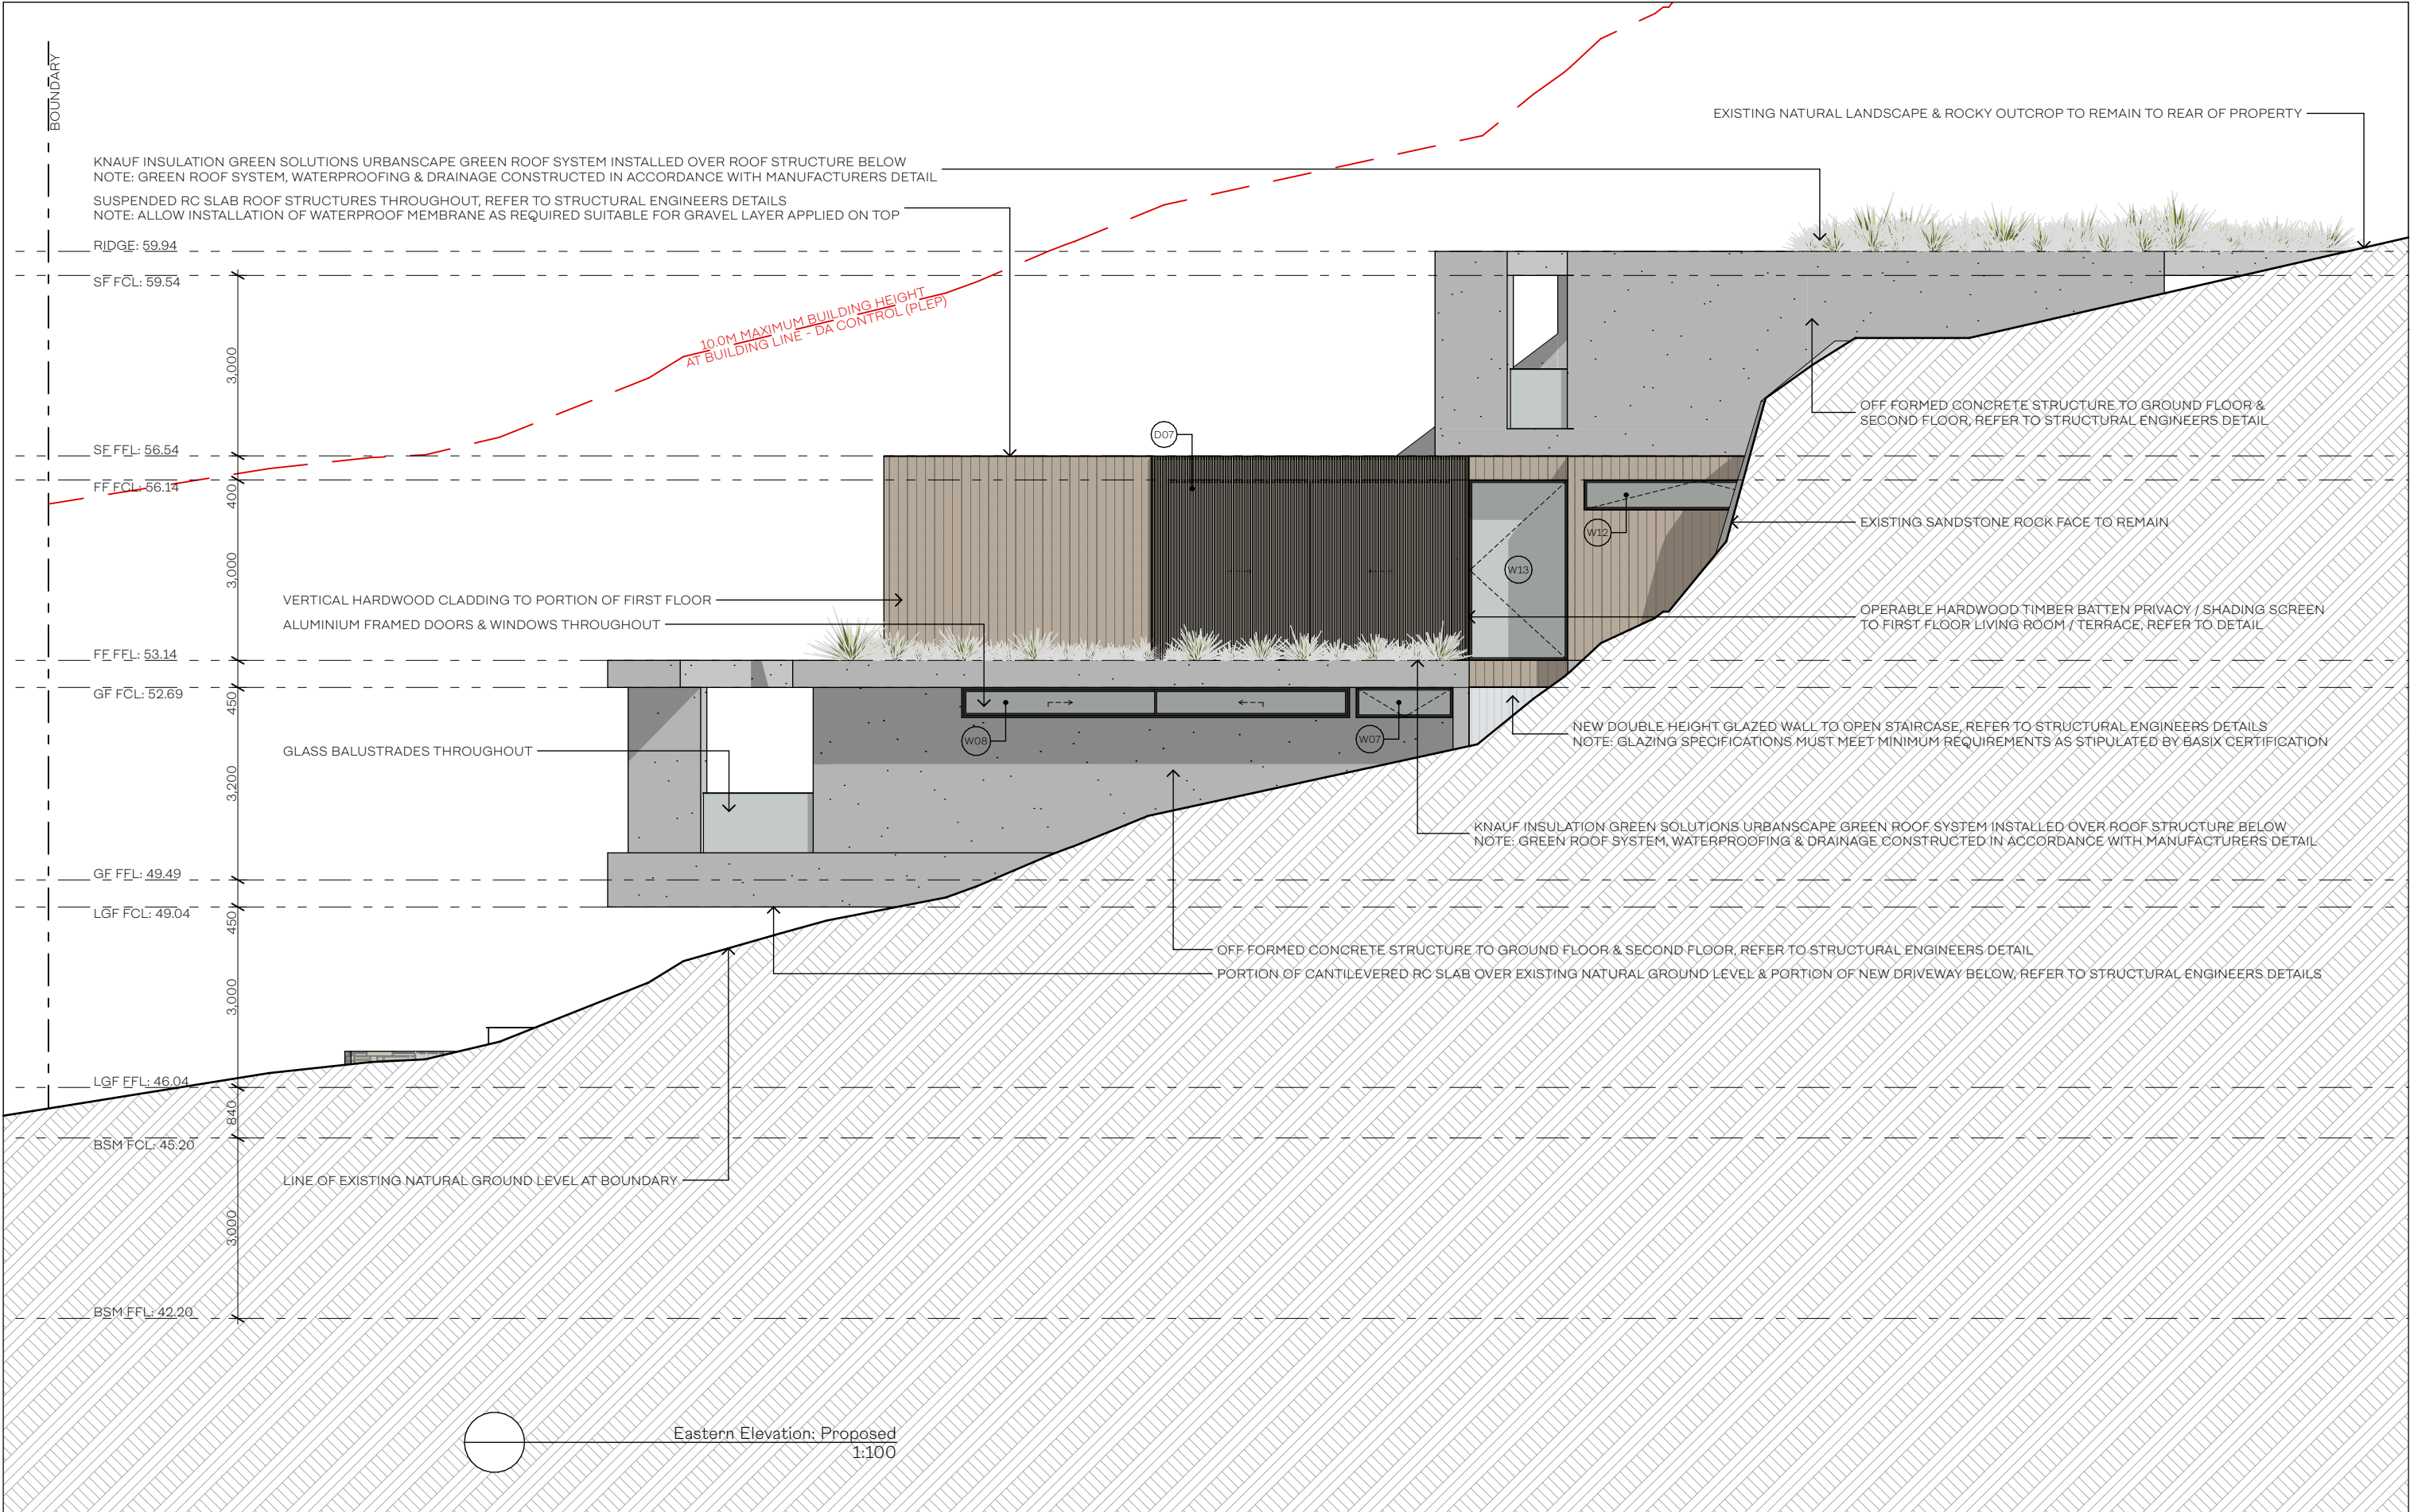 BOUNDARY
EXISTING NATURAL LANDSCAPE & ROCKY OUTCROP TO REMAIN TO REAR OF PROPERTY
KNAUF INSULATION GREEN SOLUTIONS URBANSCAPE GREEN ROOF SYSTEM INSTALLED OVER ROOF STRUCTURE BELOW
NOTE: GREEN ROOF SYSTEM, WATERPROOFING & DRAINAGE CONSTRUCTED IN ACCORDANCE WITH MANUFACTURERS DETAIL
SUSPENDED RC SLAB ROOF STRUCTURES THROUGHOUT, REFER TO STRUCTURAL ENGINEERS DETAILS
NOTE: ALLOW INSTALLATION OF WATERPROOF MEMBRANE AS REQUIRED SUITABLE FOR GRAVEL LAYER APPLIED ON TOP
RIDGE: 59.94
SF FCL: 59.54
10.0M MAXIMUM BUILDING HEIGHT
AT BUILDING LINE - DA CONTROL (PLEP)
3,000
OFF FORMED CONCRETE STRUCTURE TO GROUND FLOOR &
SECOND FLOOR, REFER TO STRUCTURAL ENGINEERS DETAIL
D07
SF FFL: 56.54
FF FCL: 56.14
400
W12
EXISTING SANDSTONE ROCK FACE TO REMAIN
3,000
W13
VERTICAL HARDWOOD CLADDING TO PORTION OF FIRST FLOOR
ALUMINIUM FRAMED DOORS & WINDOWS THROUGHOUT
OPERABLE HARDWOOD TIMBER BATTEN PRIVACY / SHADING SCREEN
TO FIRST FLOOR LIVING ROOM / TERRACE, REFER TO DETAIL
FF FFL: 53.14
GF FCL: 52.69
450
W08
W07
NEW DOUBLE HEIGHT GLAZED WALL TO OPEN STAIRCASE, REFER TO STRUCTURAL ENGINEERS DETAILS
NOTE: GLAZING SPECIFICATIONS MUST MEET MINIMUM REQUIREMENTS AS STIPULATED BY BASIX CERTIFICATION
GLASS BALUSTRADES THROUGHOUT
3,200
KNAUF INSULATION GREEN SOLUTIONS URBANSCAPE GREEN ROOF SYSTEM INSTALLED OVER ROOF STRUCTURE BELOW
NOTE: GREEN ROOF SYSTEM, WATERPROOFING & DRAINAGE CONSTRUCTED IN ACCORDANCE WITH MANUFACTURERS DETAIL
GF FFL: 49.49
LGF FCL: 49.04
450
OFF FORMED CONCRETE STRUCTURE TO GROUND FLOOR & SECOND FLOOR, REFER TO STRUCTURAL ENGINEERS DETAIL
PORTION OF CANTILEVERED RC SLAB OVER EXISTING NATURAL GROUND LEVEL & PORTION OF NEW DRIVEWAY BELOW, REFER TO STRUCTURAL ENGINEERS DETAILS
3,000
LGF FFL: 46.04
840
BSM FCL: 45.20
LINE OF EXISTING NATURAL GROUND LEVEL AT BOUNDARY
3,000
BSM FFL: 42.20
Eastern Elevation: Proposed
1:100